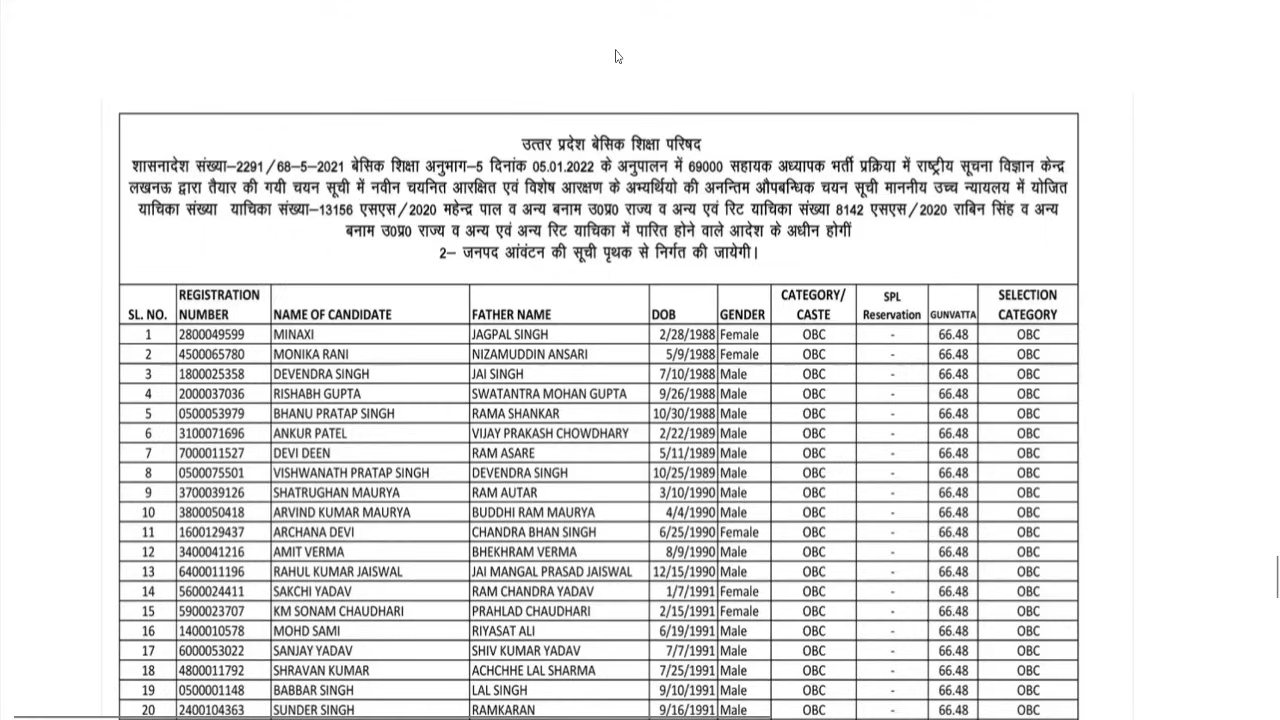 उत्तर प्रदेश बेसिक शिक्षा परिषद
शासनादेश संख्या–2291/68-5-2021 बेसिक शिक्षा अनुभाग–5 दिनांक 05.01.2022 के अनुपालन में 69000 सहायक अध्यापक भर्ती प्रक्रिया में राष्ट्रीय सूचना विज्ञान केन्द्र
लखनऊ द्वारा तैयार की गयी चयन सूची में नवीन चयनित आरक्षित एवं विशेष आरक्षण के अभ्यर्थियो की अनन्तिम औपबन्धिक चयन सूची माननीय उच्च न्यायलय में योजित
याचिका संख्या याचिका संख्या–13156 एसएस/2020 महेन्द्र पाल व अन्य बनाम उ0प्र0 राज्य व अन्य एवं रिट याचिका संख्या 8142 एसएस/2020 राबिन सिंह व अन्य
बनाम उ0प्र0 राज्य व अन्य एवं अन्य रिट याचिका में पारित होने वाले आदेश के अधीन होगीं
2– जनपद आंवंटन की सूची पृथक से निर्गत की जायेगी।
SL. NO. REGISTRATION NUMBER NAME OF CANDIDATE FATHER NAME DOB GENDER CATEGORY/ CASTE SPL Reservation GUNVATTA SELECTION CATEGORY
1 2800049599 MINAXI JAGPAL SINGH 2/28/1988 Female OBC - 66.48 OBC
2 4500065780 MONIKA RANI NIZAMUDDIN ANSARI 5/9/1988 Female OBC - 66.48 OBC
3 1800025358 DEVENDRA SINGH JAI SINGH 7/10/1988 Male OBC - 66.48 OBC
4 2000037036 RISHABH GUPTA SWATANTRA MOHAN GUPTA 9/26/1988 Male OBC - 66.48 OBC
5 0500053979 BHANU PRATAP SINGH RAMA SHANKAR 10/30/1988 Male OBC - 66.48 OBC
6 3100071696 ANKUR PATEL VIJAY PRAKASH CHOWDHARY 2/22/1989 Male OBC - 66.48 OBC
7 7000011527 DEVI DEEN RAM ASARE 5/11/1989 Male OBC - 66.48 OBC
8 0500075501 VISHWANATH PRATAP SINGH DEVENDRA SINGH 10/25/1989 Male OBC - 66.48 OBC
9 3700039126 SHATRUGHAN MAURYA RAM AUTAR 3/10/1990 Male OBC - 66.48 OBC
10 3800050418 ARVIND KUMAR MAURYA BUDDHI RAM MAURYA 4/4/1990 Male OBC - 66.48 OBC
11 1600129437 ARCHANA DEVI CHANDRA BHAN SINGH 6/25/1990 Female OBC - 66.48 OBC
12 3400041216 AMIT VERMA BHEKHRAM VERMA 8/9/1990 Male OBC - 66.48 OBC
13 6400011196 RAHUL KUMAR JAISWAL JAI MANGAL PRASAD JAISWAL 12/15/1990 Male OBC - 66.48 OBC
14 5600024411 SAKCHI YADAV RAM CHANDRA YADAV 1/7/1991 Female OBC - 66.48 OBC
15 5900023707 KM SONAM CHAUDHARI PRAHLAD CHAUDHARI 2/15/1991 Female OBC - 66.48 OBC
16 1400010578 MOHD SAMI RIYASAT ALI 6/19/1991 Male OBC - 66.48 OBC
17 6000053022 SANJAY YADAV SHIV KUMAR YADAV 7/7/1991 Male OBC - 66.48 OBC
18 4800011792 SHRAVAN KUMAR ACHCHHE LAL SHARMA 7/25/1991 Male OBC - 66.48 OBC
19 0500001148 BABBAR SINGH LAL SINGH 9/10/1991 Male OBC - 66.48 OBC
20 2400104363 SUNDER SINGH RAMKARAN 9/16/1991 Male OBC - 66.48 OBC